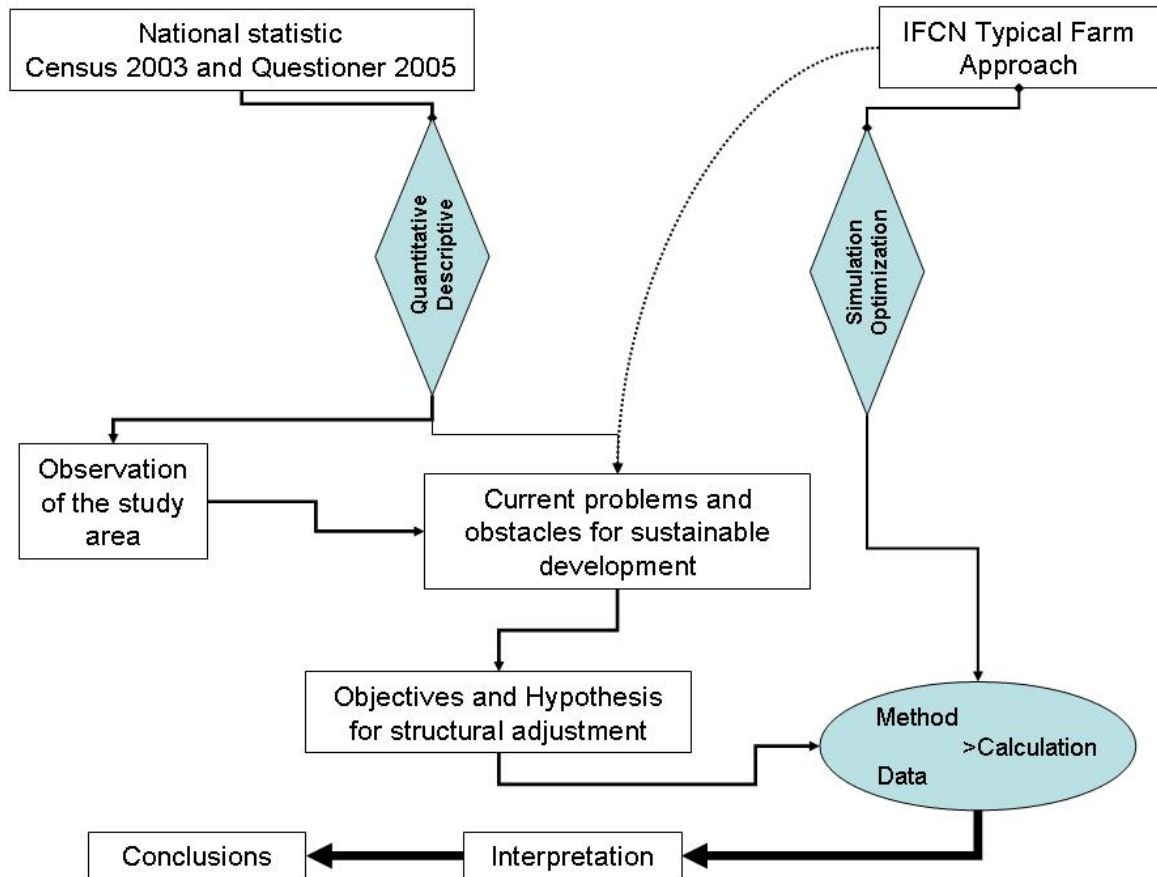 National statistic
Census 2003 and Questioner 2005
IFCN Typical Farm
Approach
Quantitative
Descriptive
Simulation
Optimization
Observation
of the study
area
Current problems and
obstacles for sustainable
development
Objectives and Hypothesis
for structural adjustment
Method
>Calculation
Data
Conclusions
Interpretation